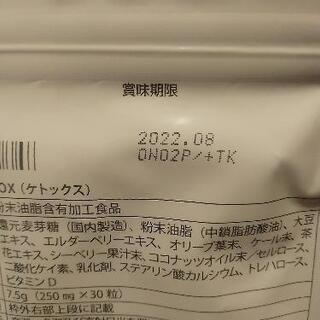 賞味期限
2022.08
0N02P/+TK
OX (ケトックス)
粉末油脂含有加工食品
還元麦芽糖（国内製造）、粉末油脂（中鎖脂肪酸油）、大豆
エキス、エルダーベリーエキス、オリーブ葉末、ケール末、茶
花エキス、シーベリー果汁末、ココナッツオイル末／セルロース、
二酸化ケイ素、乳化剤、ステアリン酸カルシウム、トレハロース、
ビタミンD
7.5g（250mg×30粒）
枠外右部上段に記載